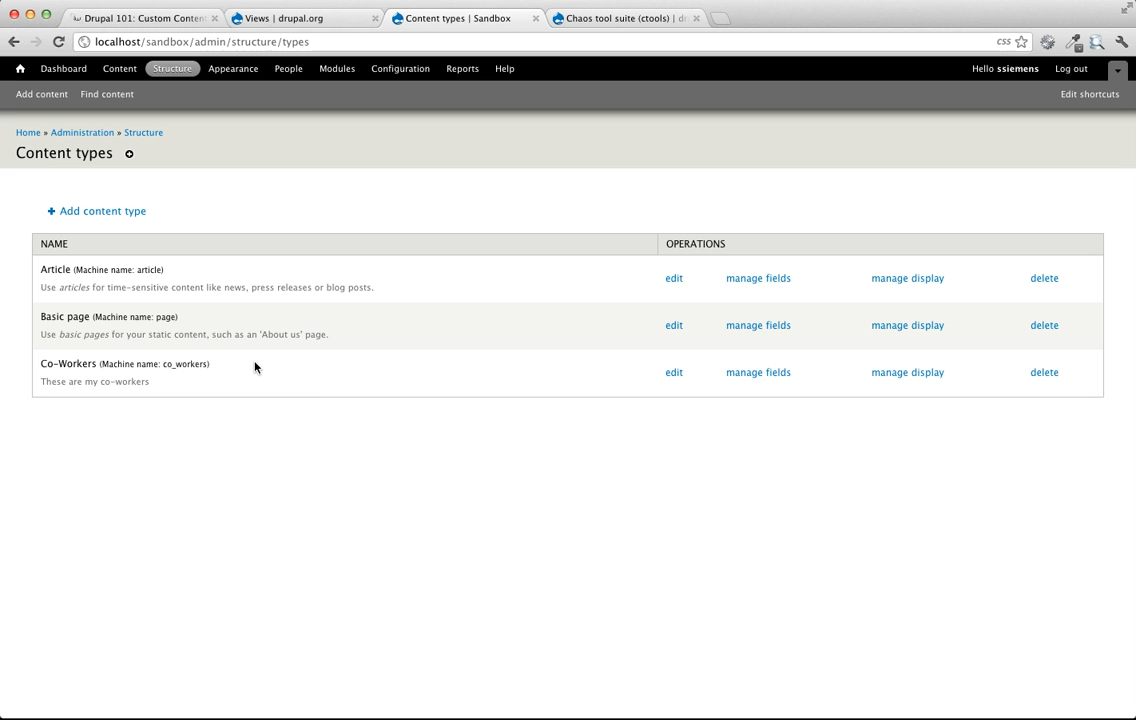 Drupal 101: Custom Conten
Views | drupal.org
Content types | Sandbox
Chaos tool suite (ctools) | d
localhost/sandbox/admin/structure/types
CSS
Dashboard Content Structure Appearance People Modules Configuration Reports Help Hello ssiemens Log out
Add content Find content Edit shortcuts
Home » Administration » Structure
Content types
Add content type
NAME OPERATIONS
Article (Machine name: article)
Use articles for time-sensitive content like news, press releases or blog posts.
edit manage fields manage display delete
Basic page (Machine name: page)
Use basic pages for your static content, such as an 'About us' page.
edit manage fields manage display delete
Co-Workers (Machine name: co_workers)
These are my co-workers
edit manage fields manage display delete